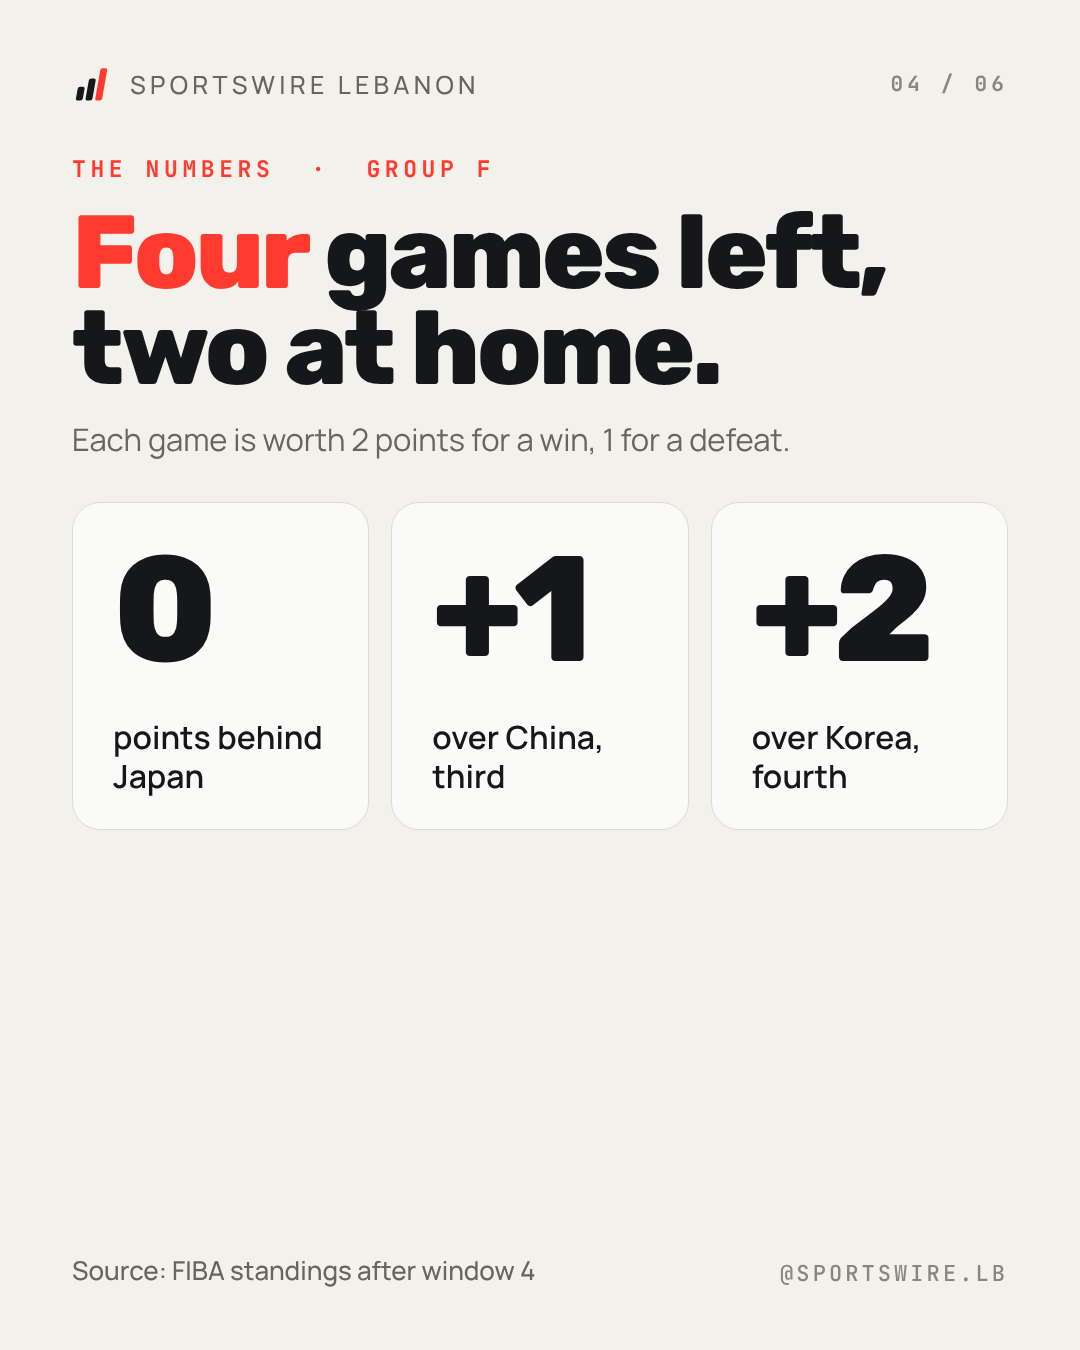 SPORTSWIRE LEBANON
04 / 06
THE NUMBERS · GROUP F
Four games left,
two at home.
Each game is worth 2 points for a win, 1 for a defeat.
0
points behind
Japan
+1
over China,
third
+2
over Korea,
fourth
Source: FIBA standings after window 4
@SPORTSWIRE.LB